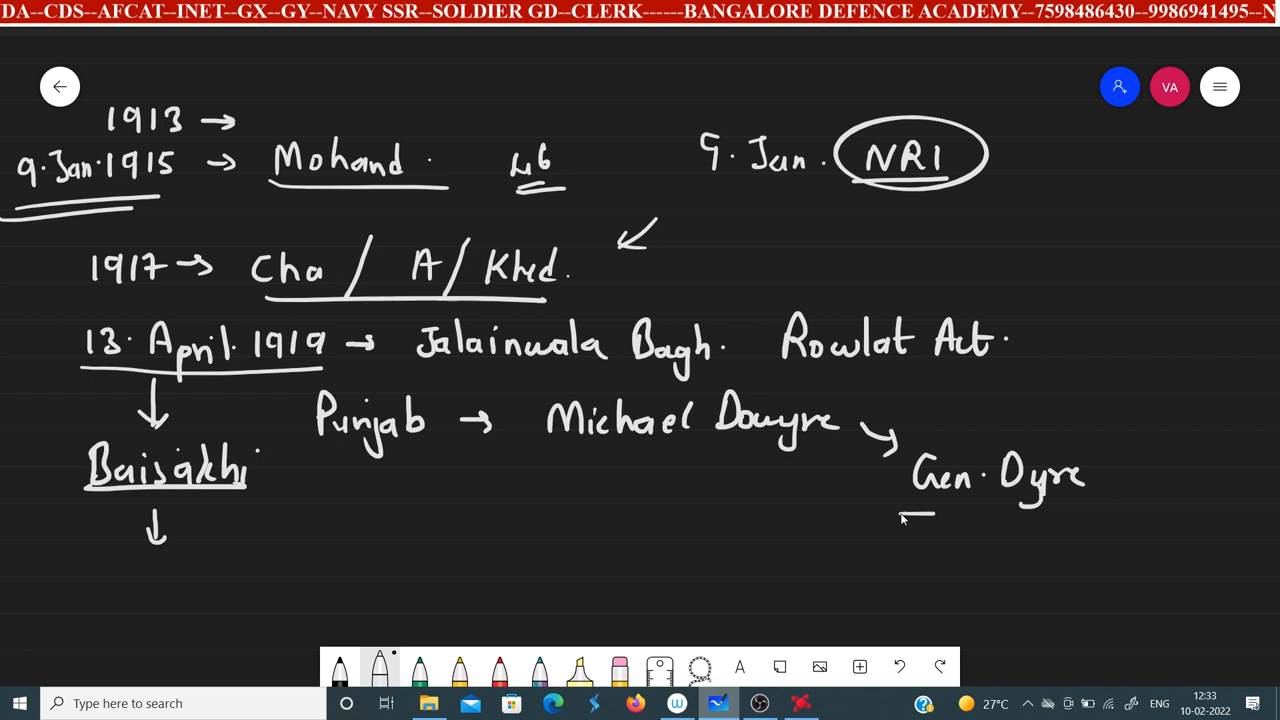 DA--CDS--AFCAT--INET--GX--GY--NAVY SSR--SOLDIER GD--CLERK------BANGALORE DEFENCE ACADEMY--7598486430--9986941495--N
VA
1913 →
9. Jan. 1915 → Mohand. 46 9. Jan. NRI
1917 → Cha / A / Khed.
13. April. 1919 → Jalainwala Bagh. Rowlat Act.
Punjab → Michael Dowyre
Baisakhi
Gen. Dyre
A
Type here to search
27°C
ENG
12:33
10-02-2022